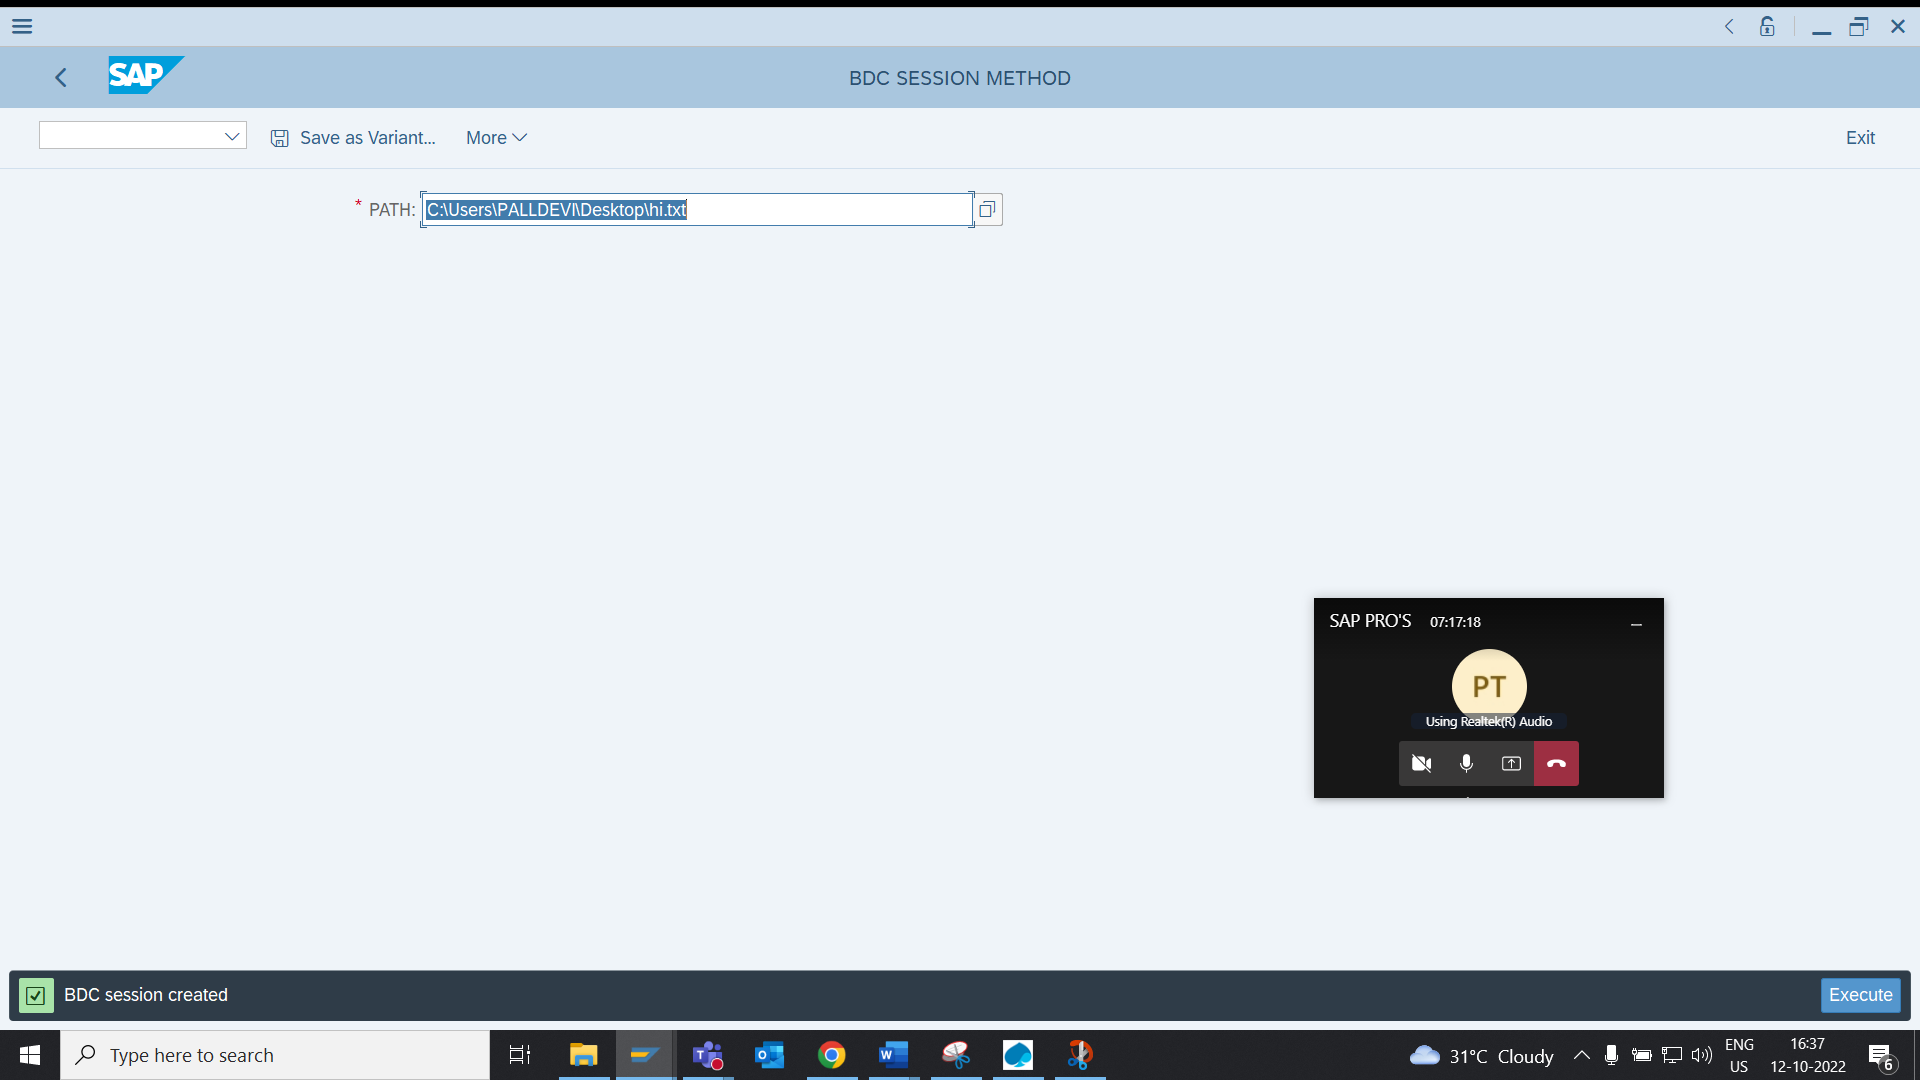 SAP
BDC SESSION METHOD
Save as Variant...
More
Exit
* PATH:
C:\Users\PALLDEVI\Desktop\hi.txt
SAP PRO'S 07:17:18
PT
Using Realtek(R) Audio
BDC session created
Execute
Type here to search
31°C Cloudy
ENG
US
16:37
12-10-2022
6